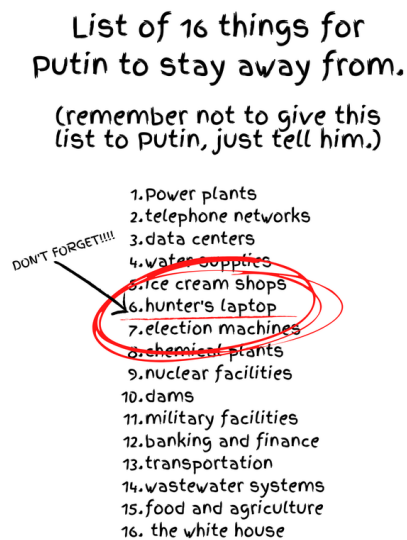 List of 16 things for
Putin to stay away from.
(remember not to give this
list to Putin, just tell him.)
DON'T FORGET!!!!
1. Power plants
2. telephone networks
3. data centers
4. water supplies
5. ice cream shops
6. hunter's laptop
7. election machines
8. chemical plants
9. nuclear facilities
10. dams
11. military facilities
12. banking and finance
13. transportation
14. wastewater systems
15. food and agriculture
16. the white house